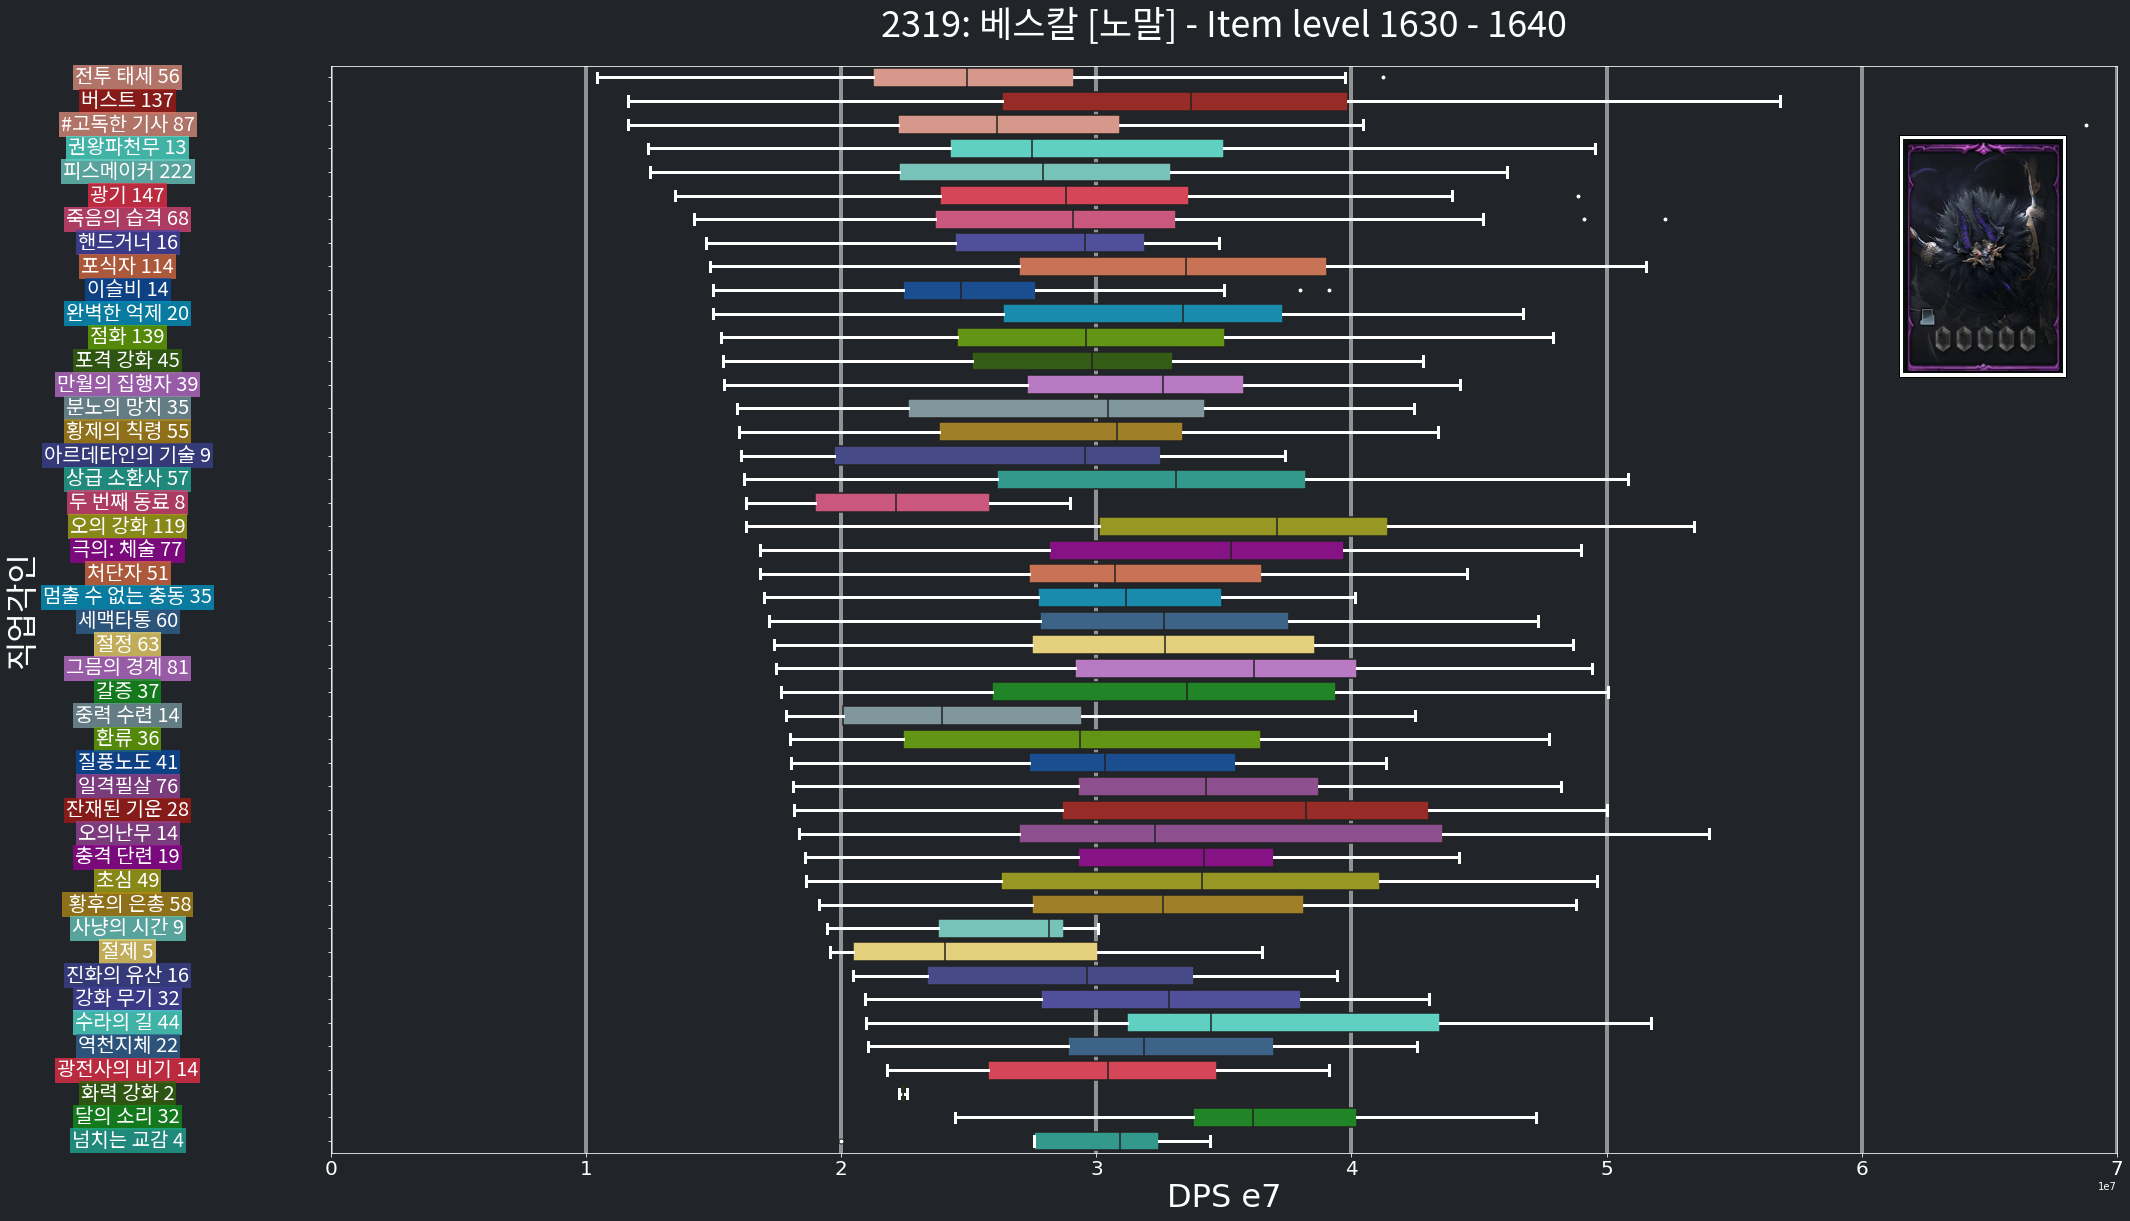 2319: 베스칼 [노말] - Item level 1630 - 1640
전투 태세 56
버스트 137
#고독한 기사 87
권왕파천무 13
피스메이커 222
광기 147
죽음의 습격 68
핸드거너 16
포식자 114
이슬비 14
완벽한 억제 20
점화 139
포격 강화 45
만월의 집행자 39
분노의 망치 35
황제의 칙령 55
아르데타인의 기술 9
상급 소환사 57
두 번째 동료 8
오의 강화 119
극의: 체술 77
처단자 51
멈출 수 없는 충동 35
세맥타통 60
절정 63
그믐의 경계 81
갈증 37
중력 수련 14
환류 36
질풍노도 41
일격필살 76
잔재된 기운 28
오의난무 14
충격 단련 19
초심 49
황후의 은총 58
사냥의 시간 9
절제 5
진화의 유산 16
강화 무기 32
수라의 길 44
역천지체 22
광전사의 비기 14
화력 강화 2
달의 소리 32
넘치는 교감 4
직업각인
0 1 2 3 4 5 6 7
1e7
DPS e7